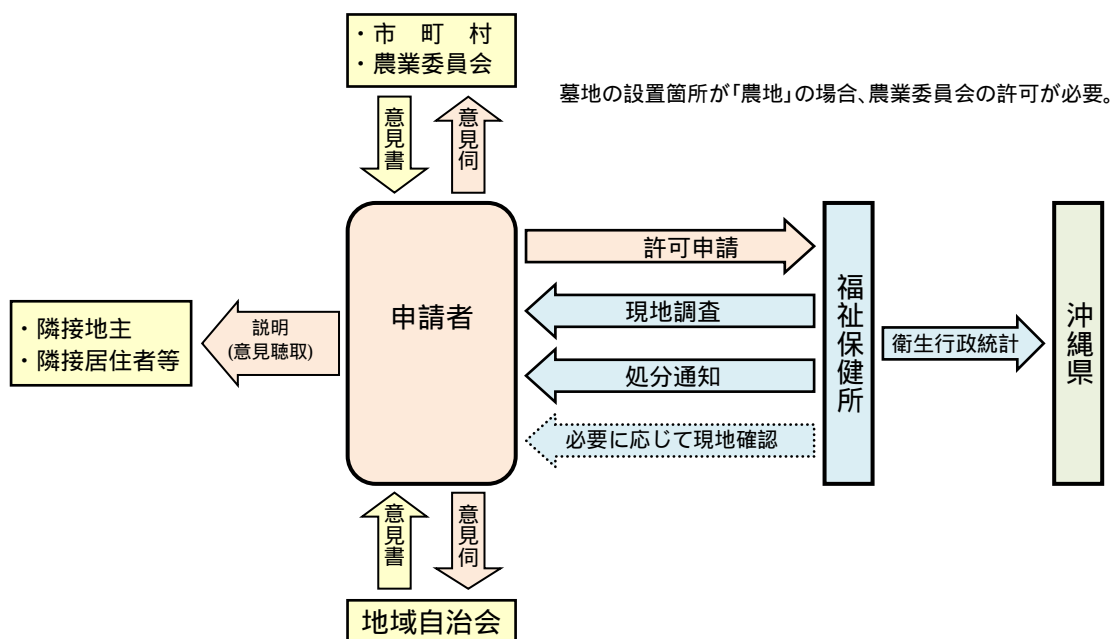 ・市　町　村
・農業委員会
墓地の設置箇所が「農地」の場合、農業委員会の許可が必要。
意見書
意見伺
許可申請
現地調査
処分通知
必要に応じて現地確認
申請者
福祉保健所
衛生行政統計
沖縄県
・隣接地主
・隣接居住者等
説明
(意見聴取)
意見書
意見伺
地域自治会